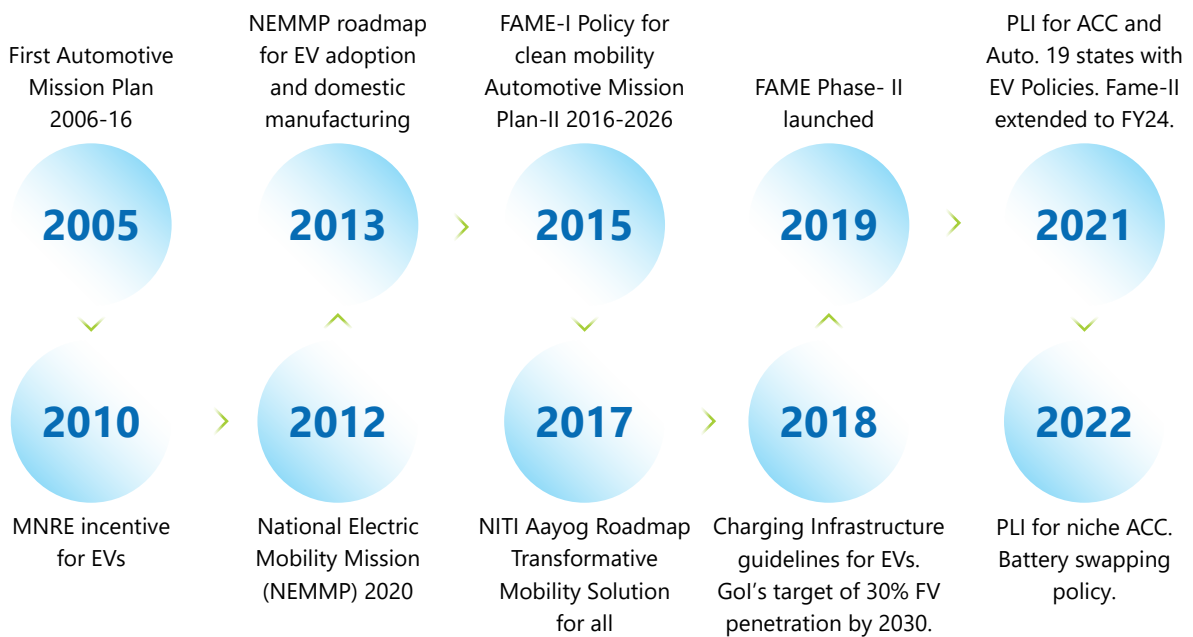 First Automotive
Mission Plan
2006-16
2005
2010
MNRE incentive
for EVs
2012
National Electric
Mobility Mission
(NEMMP) 2020
NEMMP roadmap
for EV adoption
and domestic
manufacturing
2013
FAME-I Policy for
clean mobility
Automotive Mission
Plan-II 2016-2026
2015
2017
NITI Aayog Roadmap
Transformative
Mobility Solution
for all
2018
Charging Infrastructure
guidelines for EVs.
GoI’s target of 30% FV
penetration by 2030.
FAME Phase- II
launched
2019
PLI for ACC and
Auto. 19 states with
EV Policies. Fame-II
extended to FY24.
2021
2022
PLI for niche ACC.
Battery swapping
policy.